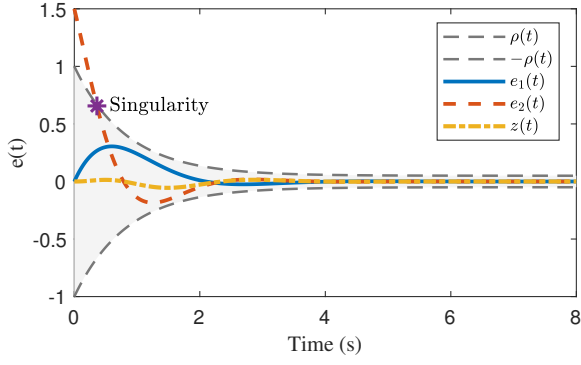 1.5
1
0.5
0
-0.5
-1
e(t)
Singularity
ρ(t)
−ρ(t)
e₁(t)
e₂(t)
z(t)
0 2 4 6 8
Time (s)